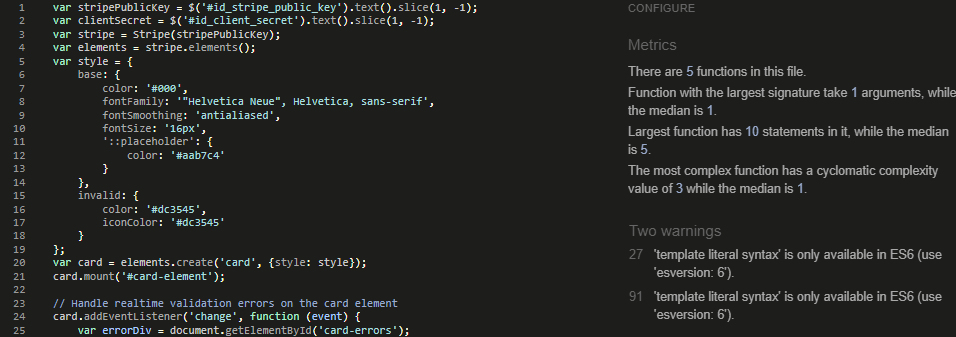 1 var stripePublicKey = $('#id_stripe_public_key').text().slice(1, -1);
2 var clientSecret = $('#id_client_secret').text().slice(1, -1);
3 var stripe = Stripe(stripePublicKey);
4 var elements = stripe.elements();
5 var style = {
6     base: {
7         color: '#000',
8         fontFamily: '"Helvetica Neue", Helvetica, sans-serif',
9         fontSmoothing: 'antialiased',
10         fontSize: '16px',
11         '::placeholder': {
12             color: '#aab7c4'
13         }
14     },
15     invalid: {
16         color: '#dc3545',
17         iconColor: '#dc3545'
18     }
19 };
20 var card = elements.create('card', {style: style});
21 card.mount('#card-element');
22
23 // Handle realtime validation errors on the card element
24 card.addEventListener('change', function (event) {
25     var errorDiv = document.getElementById('card-errors');
CONFIGURE
Metrics
There are 5 functions in this file.
Function with the largest signature take 1 arguments, while
the median is 1.
Largest function has 10 statements in it, while the median
is 5.
The most complex function has a cyclomatic complexity
value of 3 while the median is 1.
Two warnings
27 'template literal syntax' is only available in ES6 (use
'esversion: 6').
91 'template literal syntax' is only available in ES6 (use
'esversion: 6').